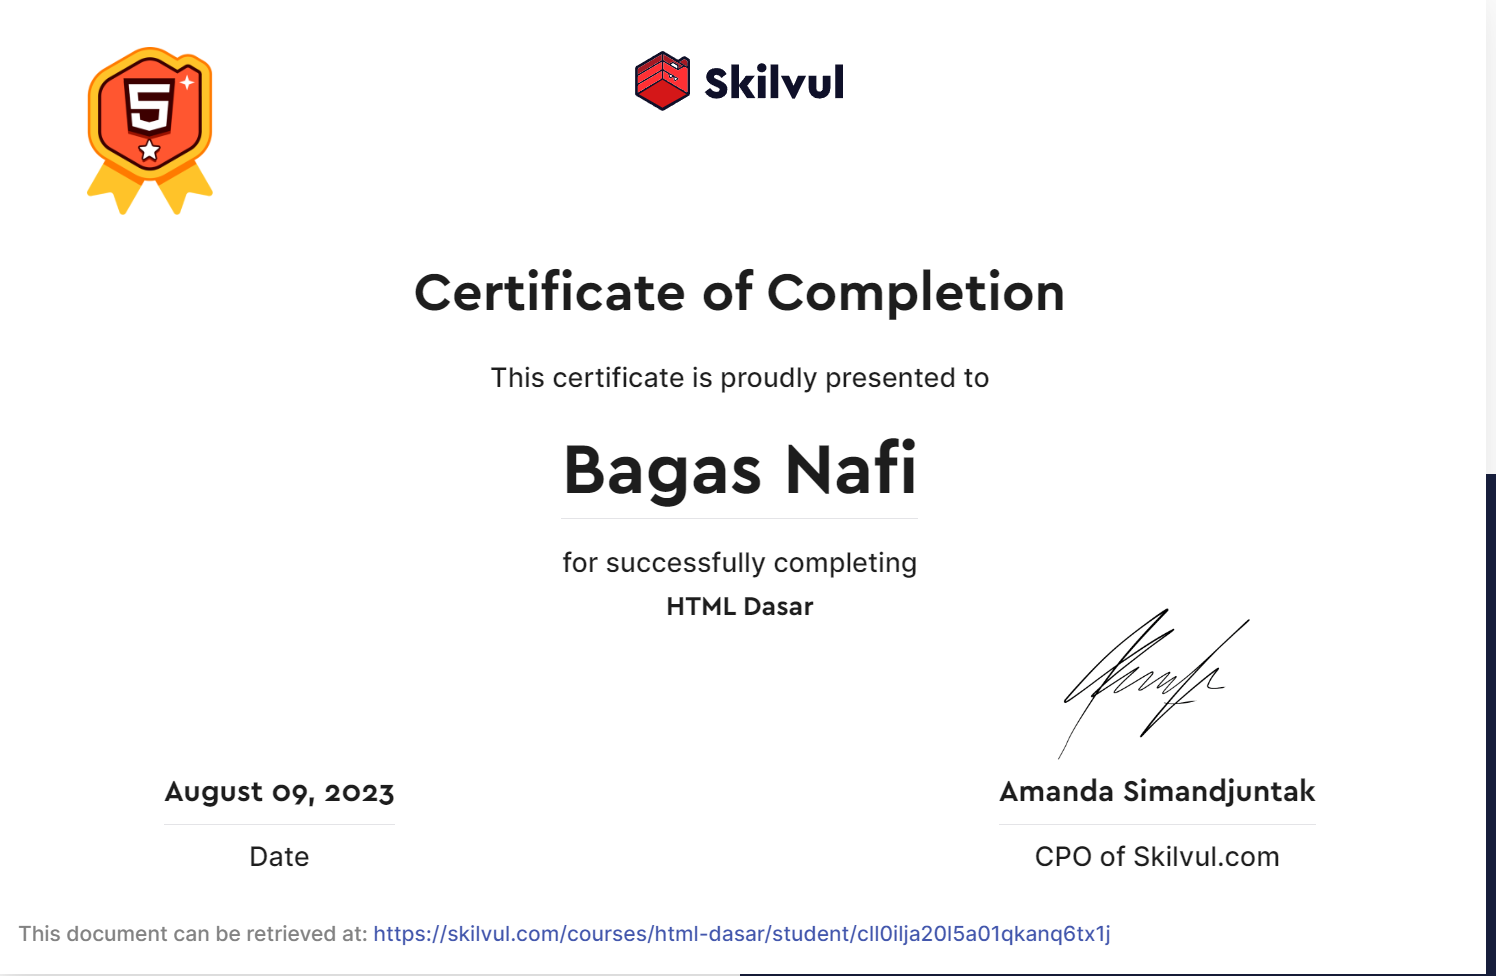 5
Skilvul
Certificate of Completion
This certificate is proudly presented to
Bagas Nafi
for successfully completing
HTML Dasar
August 09, 2023
Date
Amanda Simandjuntak
CPO of Skilvul.com
This document can be retrieved at: https://skilvul.com/courses/html-dasar/student/cll0ilja20l5a01qkanq6tx1j